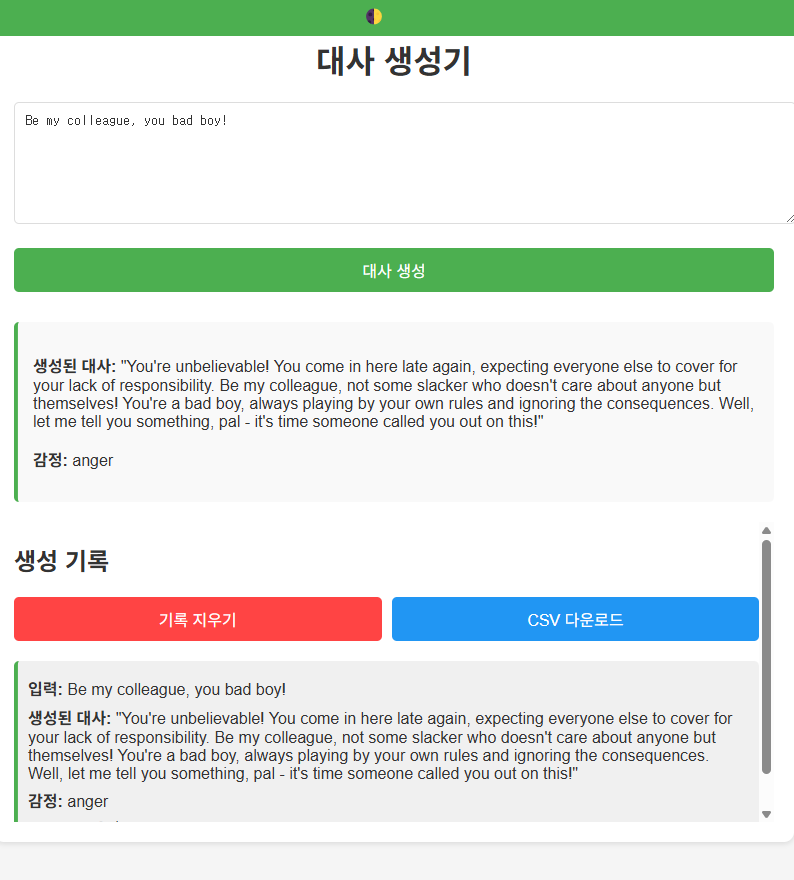 대사 생성기
Be my colleague, you bad boy!
대사 생성
생성된 대사: "You're unbelievable! You come in here late again, expecting everyone else to cover for
your lack of responsibility. Be my colleague, not some slacker who doesn't care about anyone but
themselves! You're a bad boy, always playing by your own rules and ignoring the consequences. Well,
let me tell you something, pal - it's time someone called you out on this!"
감정: anger
생성 기록
기록 지우기
CSV 다운로드
입력: Be my colleague, you bad boy!
생성된 대사: "You're unbelievable! You come in here late again, expecting everyone else to cover for
your lack of responsibility. Be my colleague, not some slacker who doesn't care about anyone but
themselves! You're a bad boy, always playing by your own rules and ignoring the consequences.
Well, let me tell you something, pal - it's time someone called you out on this!"
감정: anger